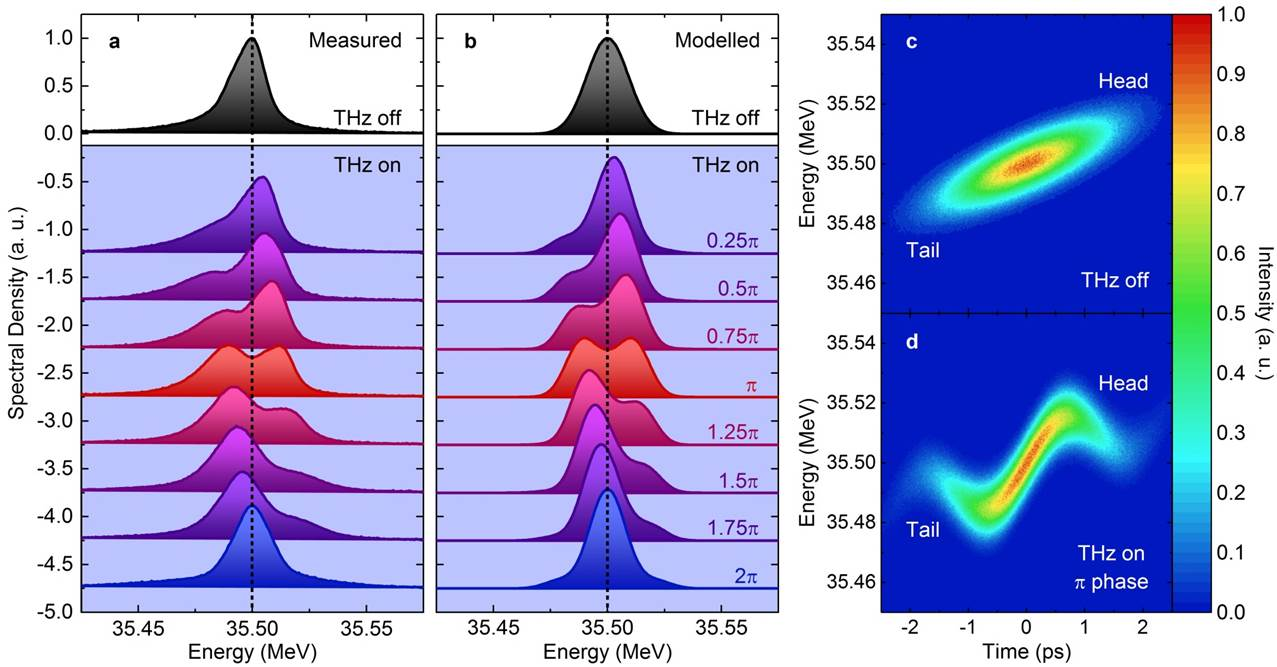 a
Measured
THz off
THz on
1.0
0.5
0.0
-0.5
-1.0
-1.5
-2.0
-2.5
-3.0
-3.5
-4.0
-4.5
-5.0
Spectral Density (a. u.)
35.45
35.50
35.55
Energy (MeV)
b
Modelled
THz off
THz on
0.25π
0.5π
0.75π
π
1.25π
1.5π
1.75π
2π
35.45
35.50
35.55
Energy (MeV)
c
Head
Tail
THz off
35.54
35.52
35.50
35.48
35.46
Energy (MeV)
d
Head
Tail
THz on
π phase
35.54
35.52
35.50
35.48
35.46
Energy (MeV)
-2
-1
0
1
2
Time (ps)
1.0
0.9
0.8
0.7
0.6
0.5
0.4
0.3
0.2
0.1
0.0
Intensity (a. u.)